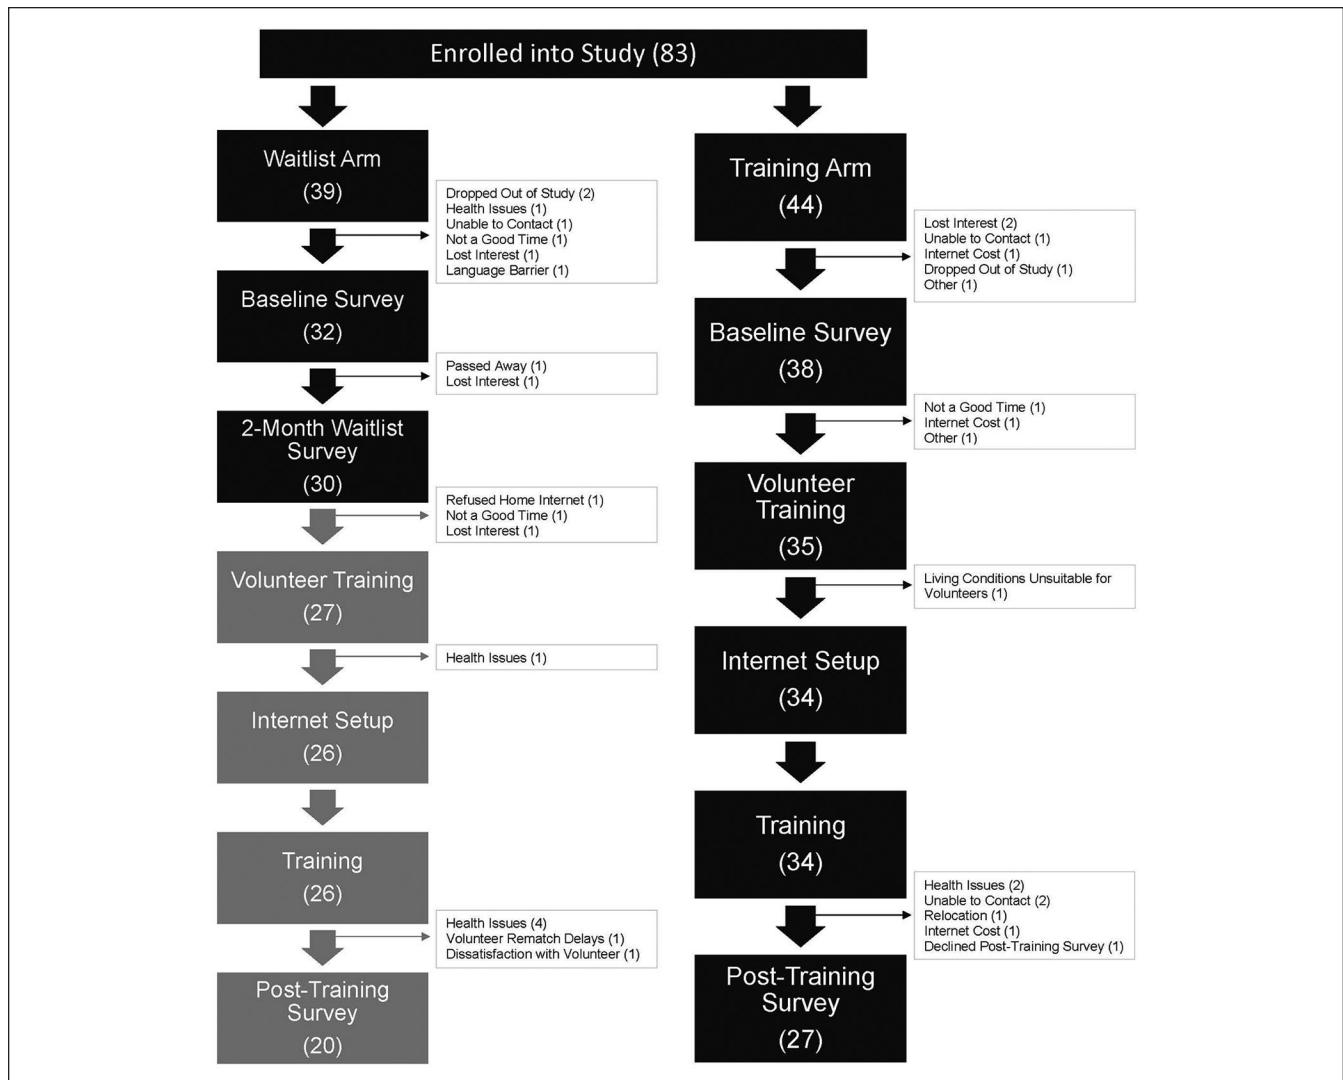 Enrolled into Study (83)
Waitlist Arm
(39)
Dropped Out of Study (2)
Health Issues (1)
Unable to Contact (1)
Not a Good Time (1)
Lost Interest (1)
Language Barrier (1)
Baseline Survey
(32)
Passed Away (1)
Lost Interest (1)
2-Month Waitlist
Survey
(30)
Refused Home Internet (1)
Not a Good Time (1)
Lost Interest (1)
Volunteer Training
(27)
Health Issues (1)
Internet Setup
(26)
Training
(26)
Health Issues (4)
Volunteer Rematch Delays (1)
Dissatisfaction with Volunteer (1)
Post-Training
Survey
(20)
Training Arm
(44)
Lost Interest (2)
Unable to Contact (1)
Internet Cost (1)
Dropped Out of Study (1)
Other (1)
Baseline Survey
(38)
Not a Good Time (1)
Internet Cost (1)
Other (1)
Volunteer
Training
(35)
Living Conditions Unsuitable for
Volunteers (1)
Internet Setup
(34)
Training
(34)
Health Issues (2)
Unable to Contact (2)
Relocation (1)
Internet Cost (1)
Declined Post-Training Survey (1)
Post-Training
Survey
(27)